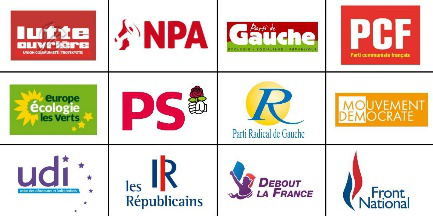 lutte
ouvrière
UNION COMMUNISTE (TROTSKYSTE)
NPA
Parti de
Gauche
ÉCOLOGIE - SOCIALISME - RÉPUBLIQUE
PCF
Parti communiste français
europe
écologie
les Verts
PS
R
Parti Radical de Gauche
MOUVEMENT
DEMOCRATE
udi
union des démocrates et indépendants
les
Républicains
DEBOUT
LA FRANCE
Front
National